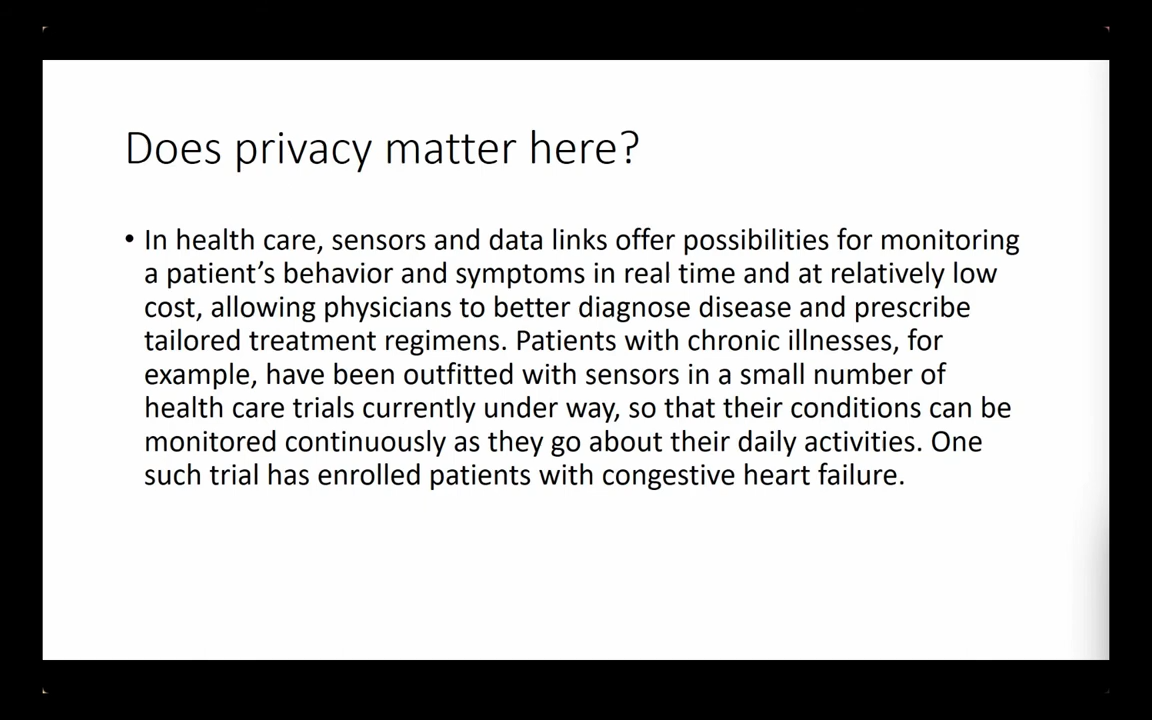 Does privacy matter here?
• In health care, sensors and data links offer possibilities for monitoring
a patient’s behavior and symptoms in real time and at relatively low
cost, allowing physicians to better diagnose disease and prescribe
tailored treatment regimens. Patients with chronic illnesses, for
example, have been outfitted with sensors in a small number of
health care trials currently under way, so that their conditions can be
monitored continuously as they go about their daily activities. One
such trial has enrolled patients with congestive heart failure.